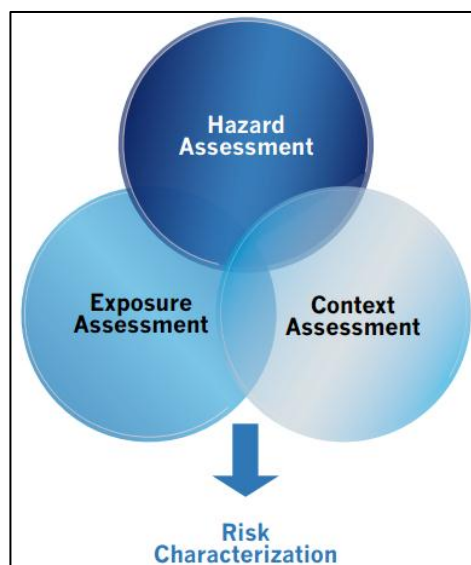 Hazard
Assessment
Exposure
Assessment
Context
Assessment
Risk
Characterization